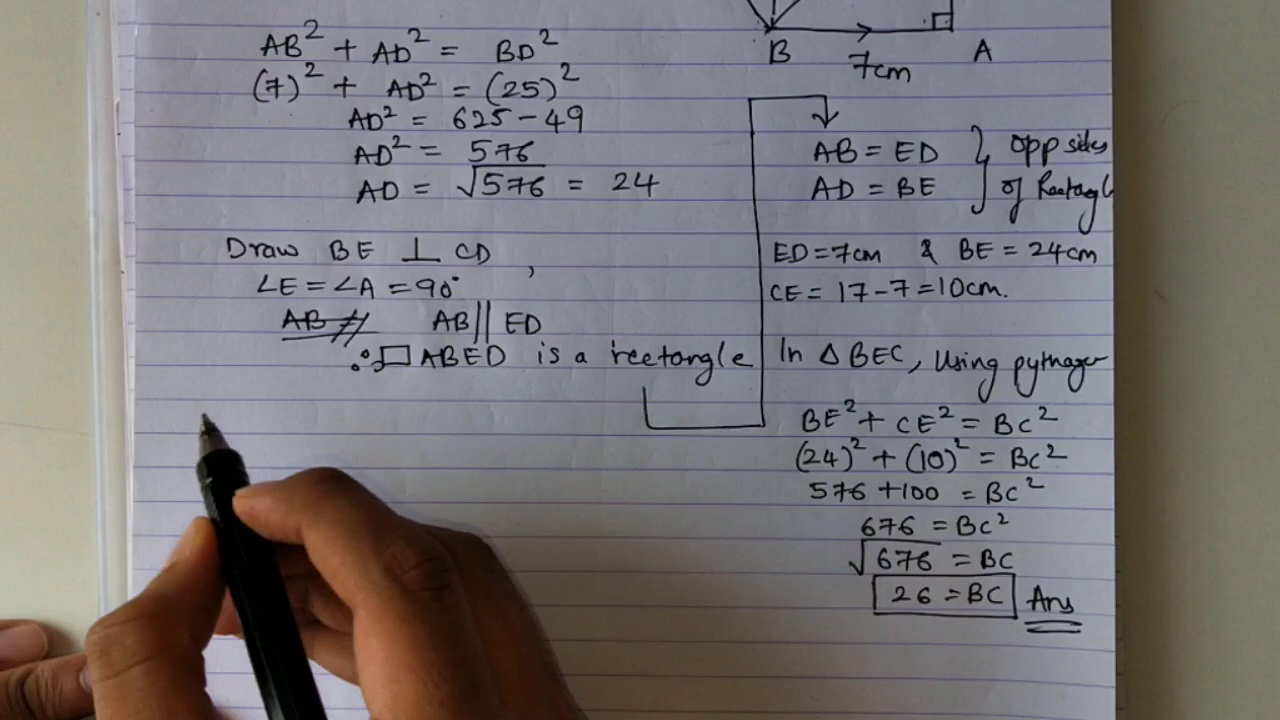 AB² + AD² = BD²
(7)² + AD² = (25)²
AD² = 625 - 49
AD² = 576
AD = √576 = 24
Draw BE ⊥ CD ,
∠E = ∠A = 90°
AB // AB || ED
∴ □ ABED is a rectangle
B 7cm A
AB = ED } opp sides
AD = BE } of Rectangl
ED = 7cm & BE = 24cm
CE = 17 - 7 = 10cm.
In △ BEC, Using
BE² + CE² = BC²
(24)² + (10)² = BC²
576 + 100 = BC²
676 = BC²
√676 = BC
26 = BC Ans